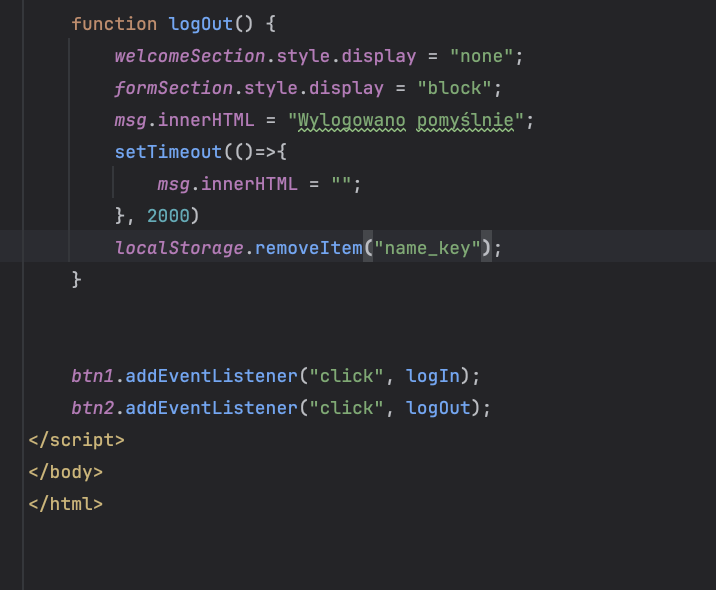 function logOut() {
welcomeSection.style.display = "none";
formSection.style.display = "block";
msg.innerHTML = "Wylogowano pomyślnie";
setTimeout(()=>{
msg.innerHTML = "";
}, 2000)
localStorage.removeItem("name_key");
}
btn1.addEventListener("click", logIn);
btn2.addEventListener("click", logOut);
</script>
</body>
</html>